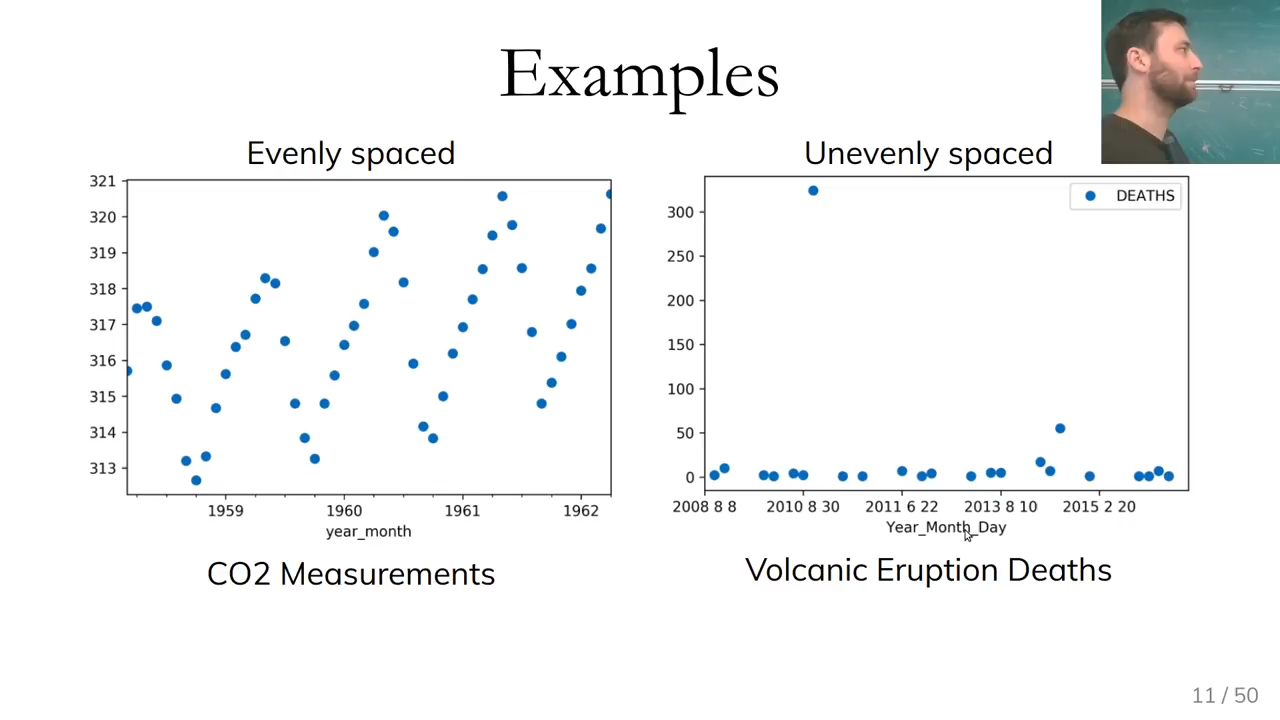 Examples
Evenly spaced
321
320
319
318
317
316
315
314
313
1959 1960 1961 1962
year_month
CO2 Measurements
Unevenly spaced
DEATHS
300
250
200
150
100
50
0
2008 8 8 2010 8 30 2011 6 22 2013 8 10 2015 2 20
Year_Month_Day
Volcanic Eruption Deaths
11 / 50